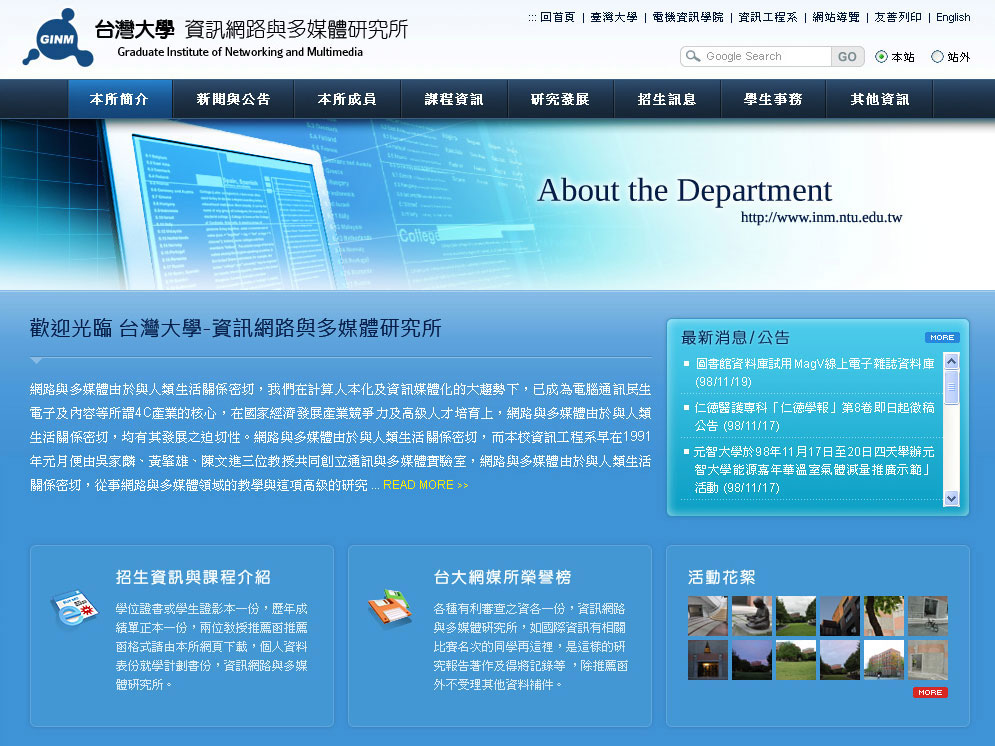 GINM
台灣大學 資訊網路與多媒體研究所
Graduate Institute of Networking and Multimedia
::: 回首頁 | 臺灣大學 | 電機資訊學院 | 資訊工程系 | 網站導覽 | 友善列印 | English
Google Search GO 本站 站外
本所簡介 新聞與公告 本所成員 課程資訊 研究發展 招生訊息 學生事務 其他資訊
About the Department
http://www.inm.ntu.edu.tw
College
歡迎光臨 台灣大學-資訊網路與多媒體研究所
網路與多媒體由於與人類生活關係密切，我們在計算人本化及資訊媒體化的大趨勢下，已成為電腦通訊民生
電子及內容等所謂4C產業的核心，在國家經濟發展產業競爭力及高級人才培育上，網路與多媒體由於與人類
生活關係密切，均有其發展之迫切性。網路與多媒體由於與人類生活關係密切，而本校資訊工程系早在1991
年元月便由吳家麟、黃肇雄、陳文進三位教授共同創立通訊與多媒體實驗室，網路與多媒體由於與人類生活
關係密切，從事網路與多媒體領域的教學與這項高級的研究 ... READ MORE >>
最新消息/公告 MORE
圖書館資料庫試用MagV線上電子雜誌資料庫
(98/11/19)
仁德醫護專科「仁德學報」第8卷即日起徵稿
公告 (98/11/17)
元智大學於98年11月17日至20日四天舉辦元
智大學能源嘉年華溫室氣體減量推廣示範」
活動 (98/11/17)
招生資訊與課程介紹
學位證書或學生證影本一份，歷年成
績單正本一份，兩位教授推薦函推薦
函格式請由本所網頁下載，個人資料
表份就學計劃書份，資訊網路與多媒
體研究所。
台大網媒所榮譽榜
各種有利審查之資各一份，資訊網路
與多媒體研究所，如國際資訊有相關
比賽名次的同學再這裡，是這樣的研
究報告著作及得將記錄等 ，除推薦函
外不受理其他資料補件。
活動花絮
MORE